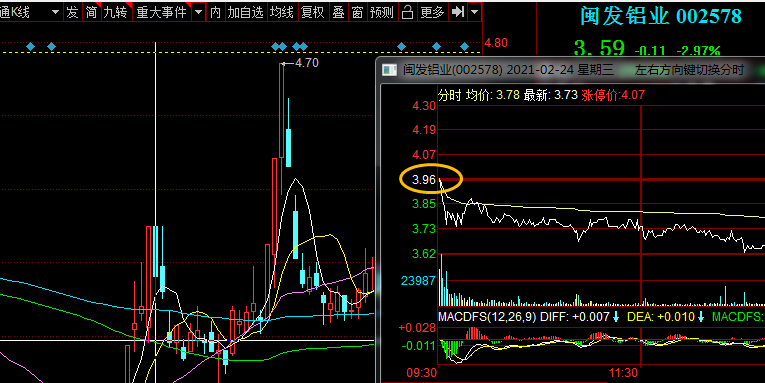 通K线 发 简 九转 重大事件 内 加自选 均线 复权 叠 窗 预测 更多
闽发铝业 002578
3.59 -0.11 -2.97%
4.80
4.70
闽发铝业(002578) 2021-02-24 星期三 左右方向键切换分时
分时 均价: 3.78 最新: 3.73 涨停价:4.07
4.30
4.19
4.07
3.96
3.85
3.73
3.62
23987
MACDFS(12,26,9) DIFF: +0.007 DEA: +0.010 MACDFS:
+0.028
-0.011
09:30 11:30